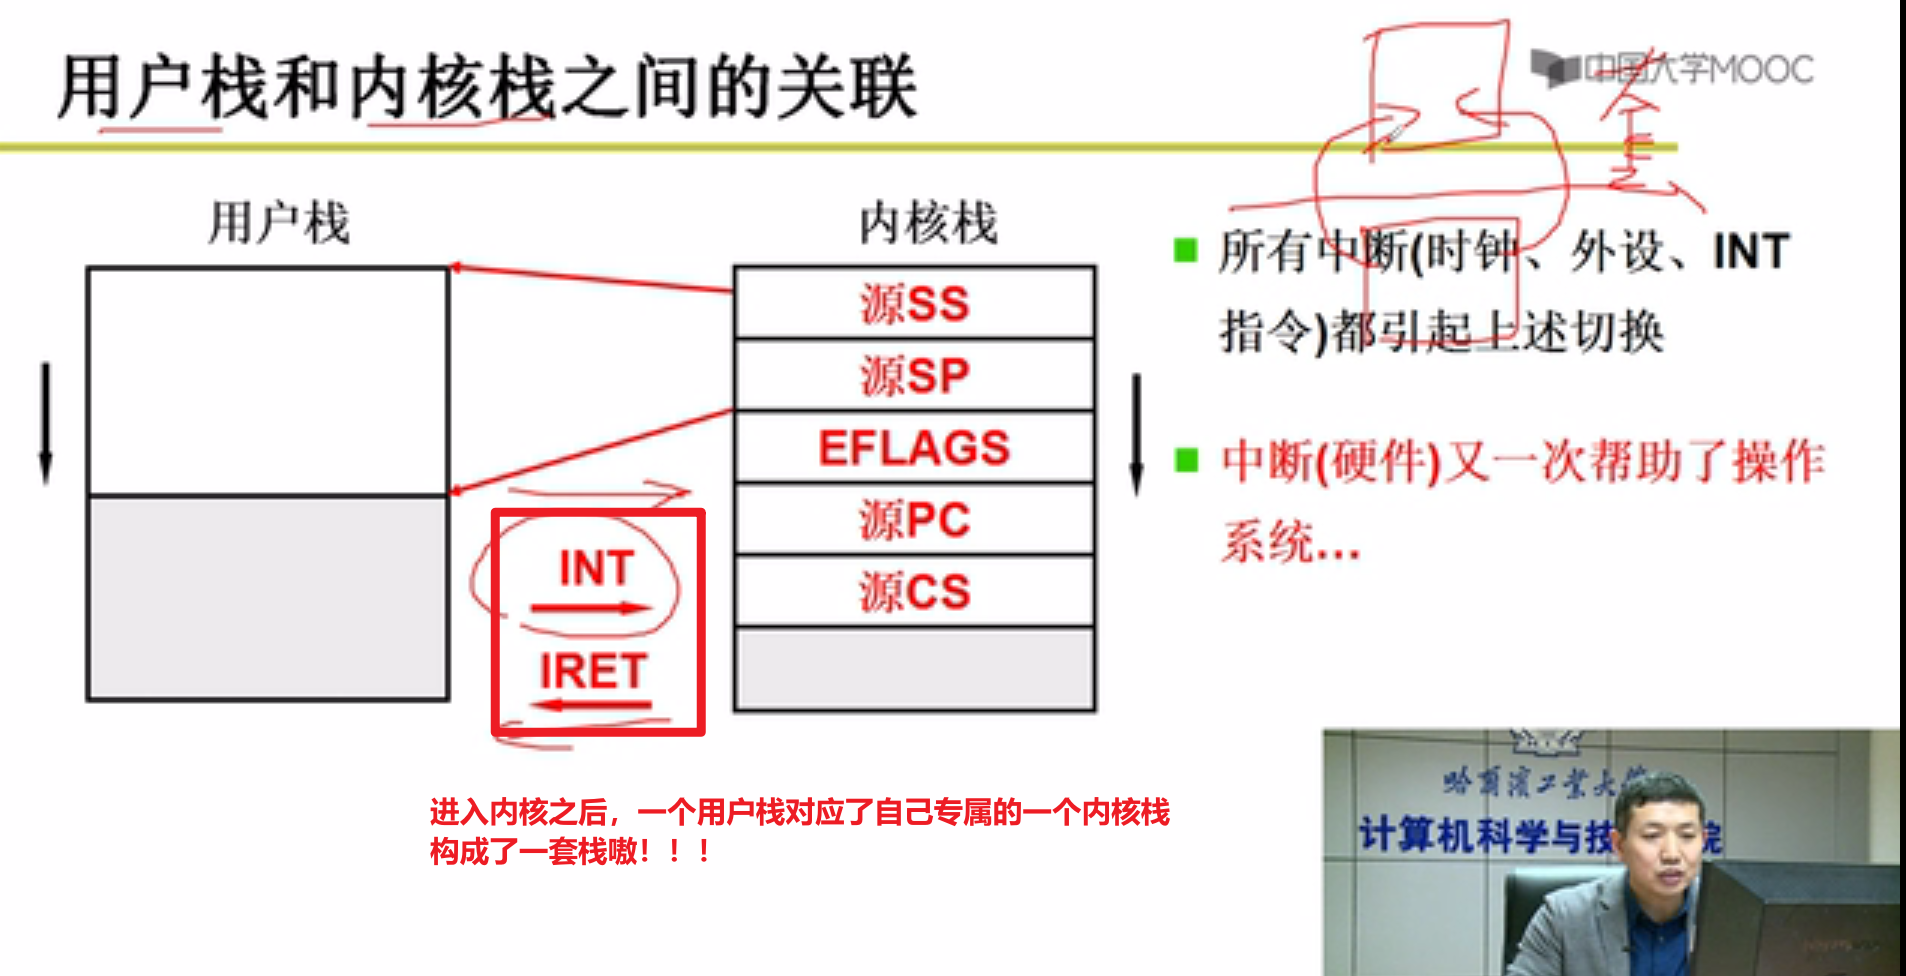 用户栈和内核栈之间的关联
中国大学MOOC
用户栈
内核栈
源SS
源SP
EFLAGS
源PC
源CS
INT
IRET
所有中断(时钟、外设、INT
指令)都引起上述切换
中断(硬件)又一次帮助了操作
系统...
进入内核之后，一个用户栈对应了自己专属的一个内核栈
构成了一套栈嗷！！！
哈尔滨工业大
计算机科学与技
院